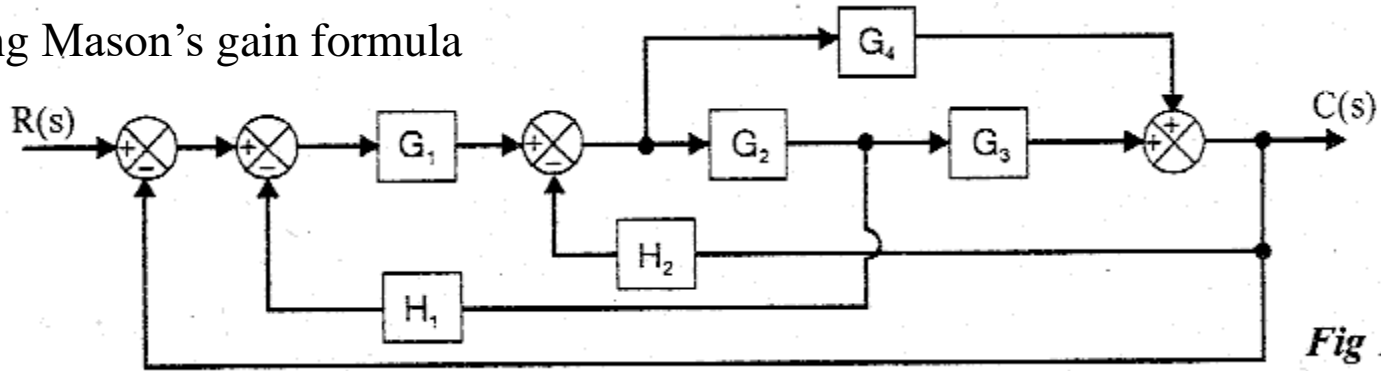 ng Mason's gain formula
G₄
R(s)
G₁
G₂
G₃
C(s)
H₂
H₁
Fig
+
−
+
−
+
−
+
+